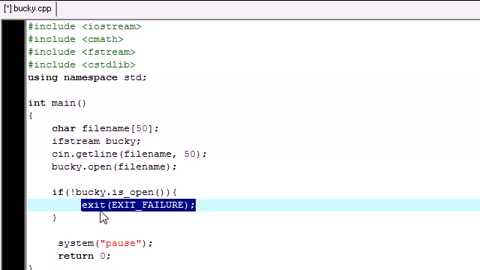 [*] bucky.cpp
#include <iostream>
#include <cmath>
#include <fstream>
#include <cstdlib>
using namespace std;
int main()
{
char filename[50];
ifstream bucky;
cin.getline(filename, 50);
bucky.open(filename);
if(!bucky.is_open()){
exit(EXIT_FAILURE);
}
system("pause");
return 0;
}